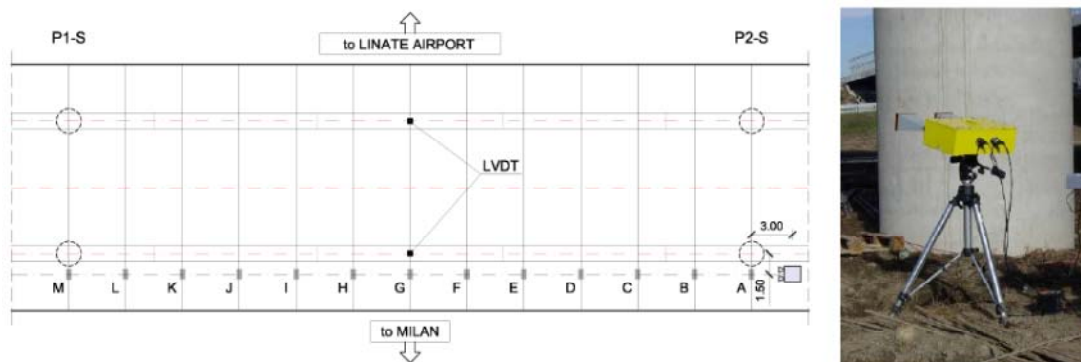 P1-S
to LINATE AIRPORT
P2-S
LVDT
3.00
M L K J I H G F E D C B A
1.50
to MILAN